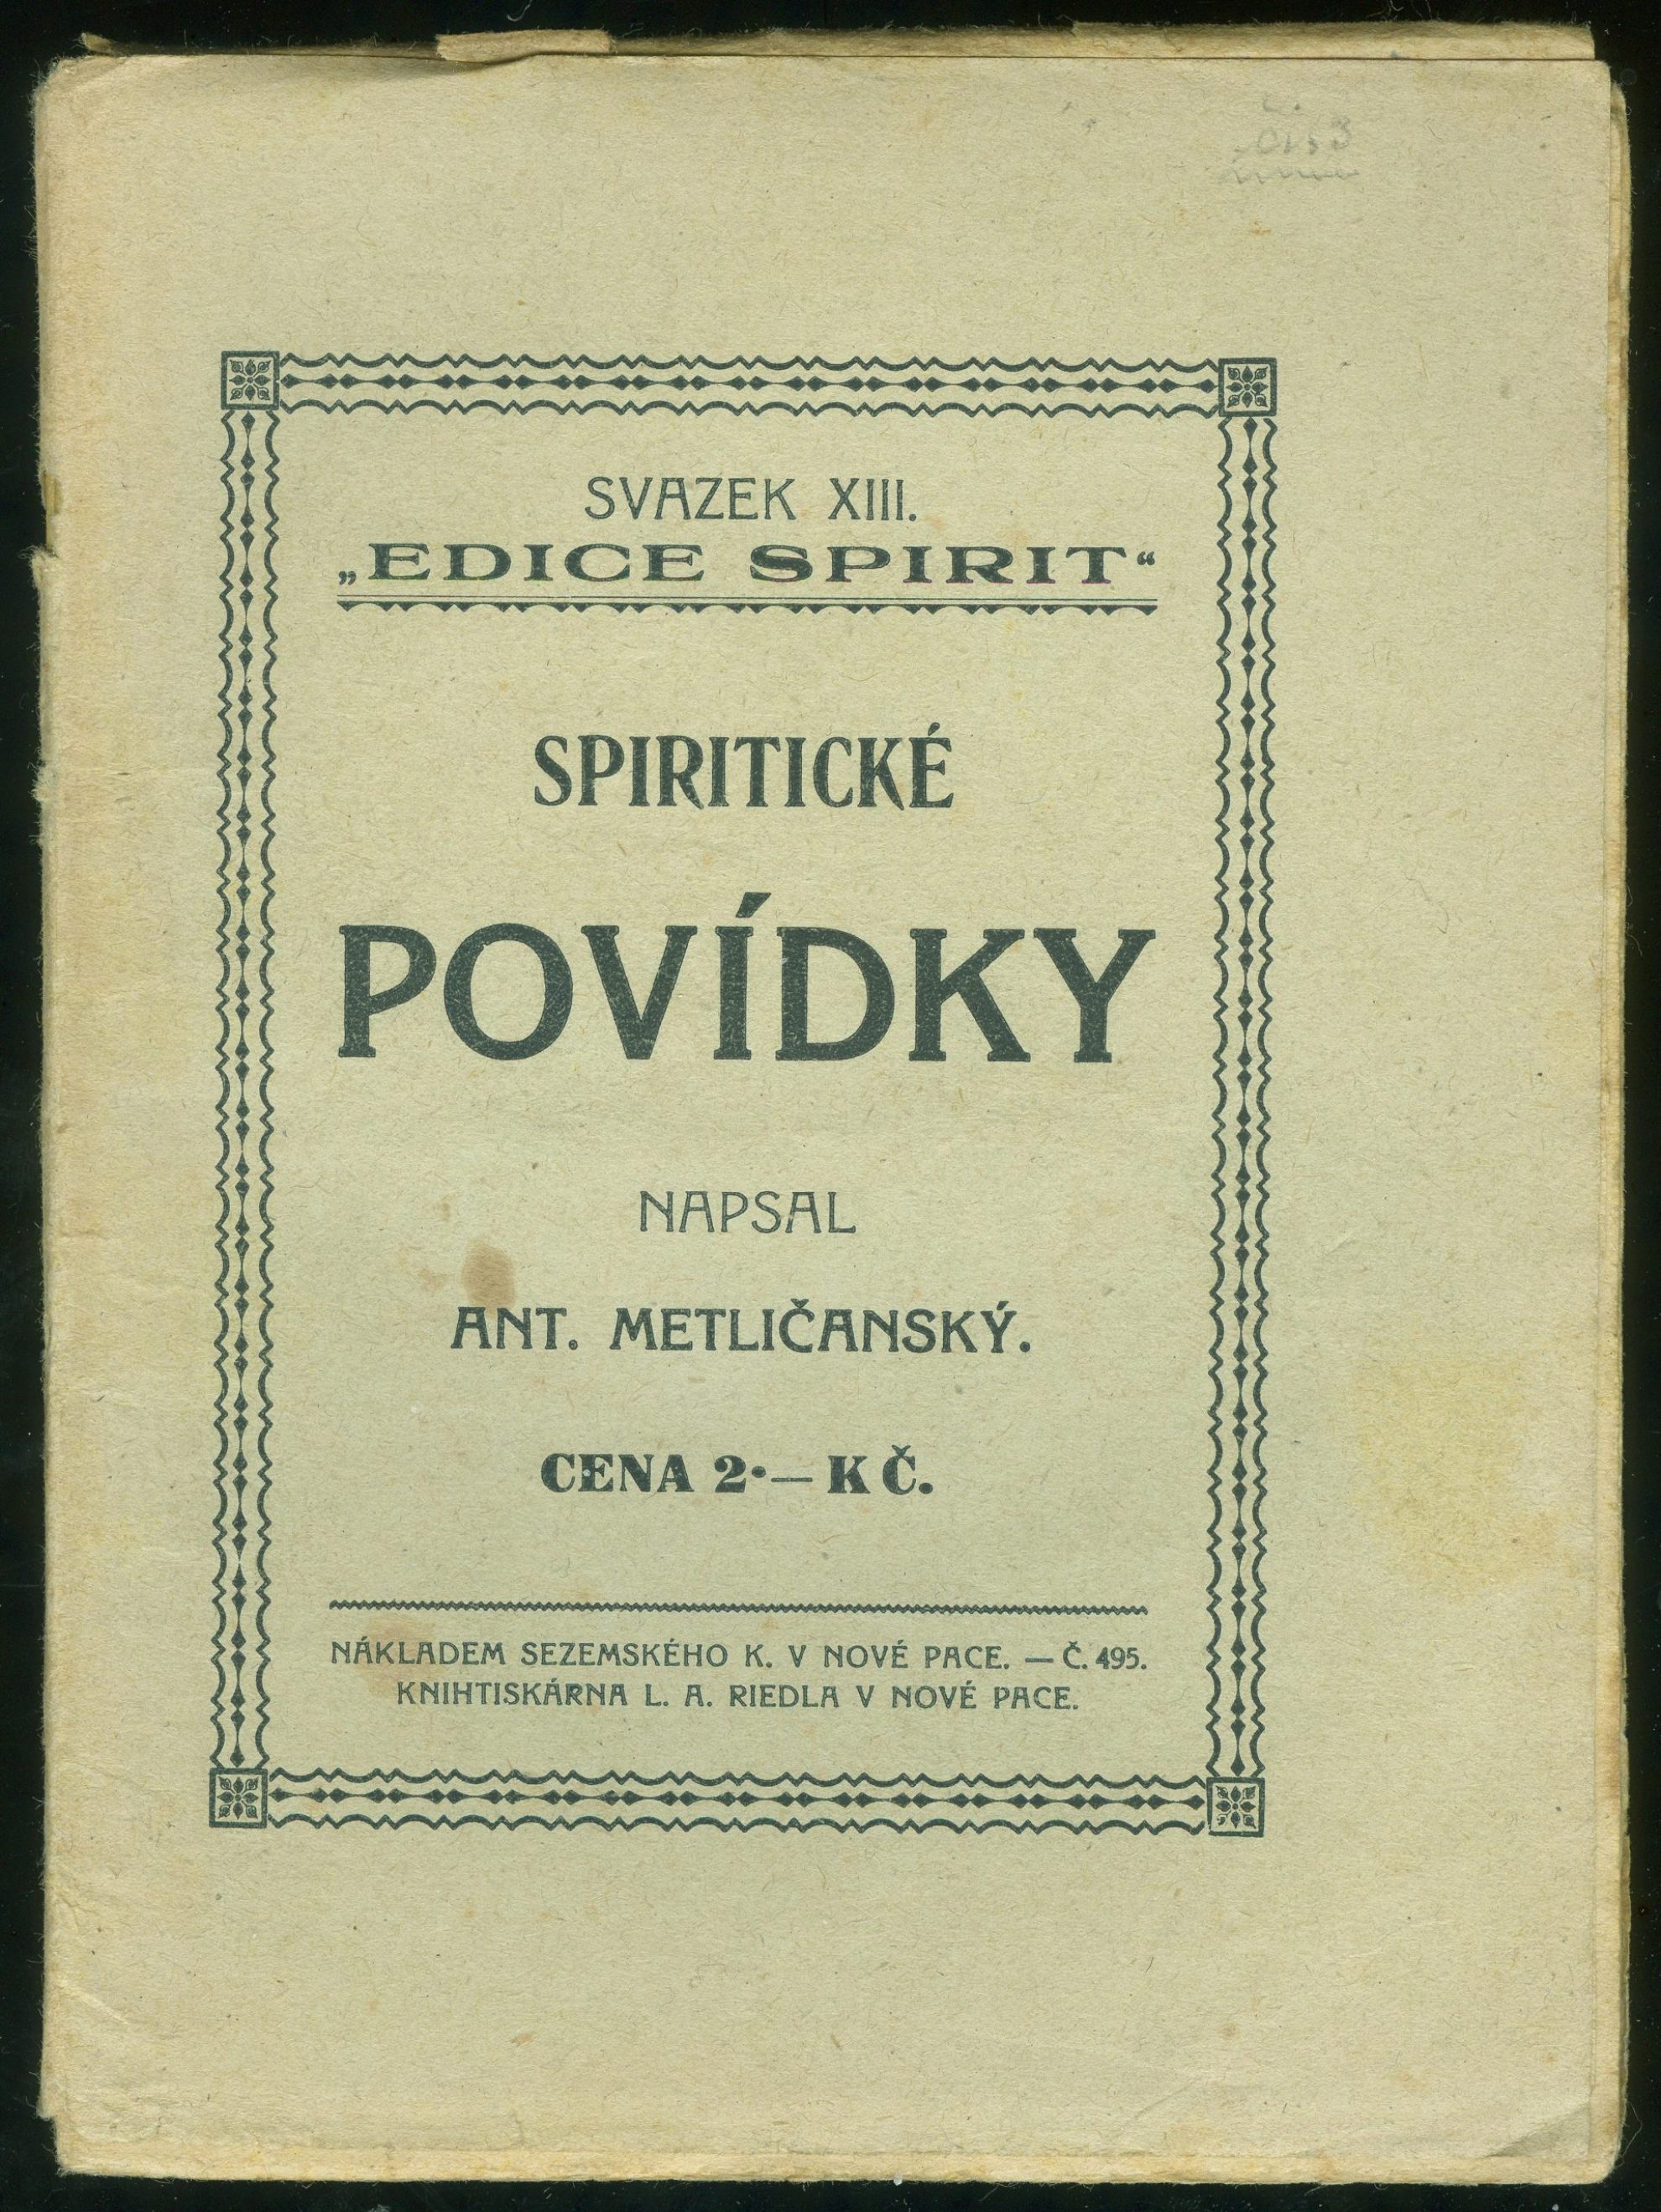 SVAZEK XIII.
„EDICE SPIRIT“
SPIRITICKÉ
POVÍDKY
NAPSAL
ANT. METLIČANSKÝ.
CENA 2·— KČ.
NÁKLADEM SEZEMSKÉHO K. V NOVÉ PACE. — Č. 495.
KNIHTISKÁRNA L. A. RIEDLA V NOVÉ PACE.